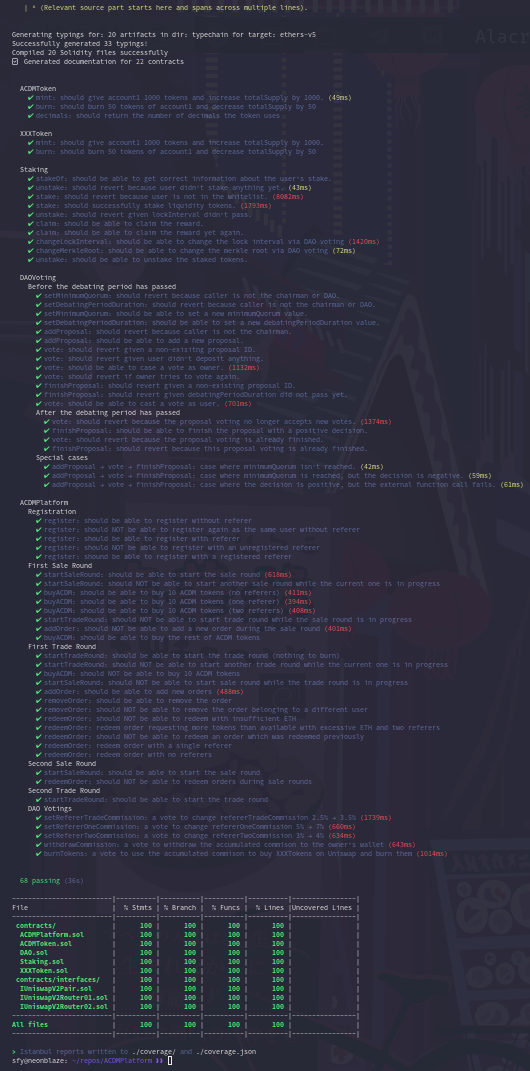 | * (Relevant source part starts here and spans across multiple lines).
Generating typings for: 20 artifacts in dir: typechain for target: ethers-v5
Successfully generated 33 typings!
Compiled 20 Solidity files successfully
Generated documentation for 22 contracts
ACDMToken
✔ mint: should give account1 1000 tokens and increase totalSupply by 1000. (49ms)
✔ burn: should burn 50 tokens of account1 and decrease totalSupply by 50
✔ decimals: should return the number of decimals the token uses
XXXToken
✔ mint: should give account1 1000 tokens and increase totalSupply by 1000.
✔ burn: should burn 50 tokens of account1 and decrease totalSupply by 50
Staking
✔ stakeOf: should be able to get correct information about the user's stake.
✔ unstake: should revert because user didn't stake anything yet. (43ms)
✔ stake: should revert because user is not in the whitelist. (8082ms)
✔ stake: should successfully stake liquidity tokens. (1793ms)
✔ unstake: should revert given lockInterval didn't pass.
✔ claim: should be able to claim the reward.
✔ claim: should be able to claim the reward yet again.
✔ changeLockInterval: should be able to change the lock interval via DAO voting (1429ms)
✔ changeMerkleRoot: should be able to change the merkle root via DAO voting (72ms)
✔ unstake: should be able to unstake the staked tokens.
DAOVoting
Before the debating period has passed
✔ setMinimumQuorum: should revert because caller is not the chairman or DAO.
✔ setDebatingPeriodDuration: should revert because caller is not the chairman or DAO.
✔ setMinimumQuorum: should be able to set a new minimumQuorum value.
✔ setDebatingPeriodDuration: should be able to set a new debatingPeriodDuration value.
✔ addProposal: should revert because caller is not the chairman.
✔ addProposal: should be able to add a new proposal.
✔ vote: should revert given a non-existing proposal ID.
✔ vote: should revert given user didn't deposit anything.
✔ vote: should be able to case a vote as owner. (1132ms)
✔ vote: should revert if owner tries to vote again.
✔ finishProposal: should revert given a non-existing proposal ID.
✔ finishProposal: should revert given debatingPeriodDuration did not pass yet.
✔ vote: should be able to cast a vote as user. (701ms)
After the debating period has passed
✔ vote: should revert because the proposal voting no longer accepts new votes. (1374ms)
✔ finishProposal: should be able to finish the proposal with a positive decision.
✔ vote: should revert because the proposal voting is already finished.
✔ finishProposal: should revert because this proposal voting is already finished.
Special cases
✔ addProposal → vote → finishProposal: case where minimumQuorum isn't reached. (42ms)
✔ addProposal → vote → finishProposal: case where minimumQuorum is reached, but the decision is negative. (59ms)
✔ addProposal → vote → finishProposal: case where the decision is positive, but the external function call fails. (61ms)
ACDMPlatform
Registration
✔ register: should be able to register without referer
✔ register: should NOT be able to register again as the same user without referer
✔ register: should be able to register with referer
✔ register: should NOT be able to register with an unregistered referer
✔ register: should be able to register with a registered referer
First Sale Round
✔ startSaleRound: should be able to start the sale round (618ms)
✔ startSaleRound: should NOT be able to start another sale round while the current one is in progress
✔ buyACDM: should be able to buy 10 ACDM tokens (no referers) (411ms)
✔ buyACDM: should be able to buy 10 ACDM tokens (one referer) (394ms)
✔ buyACDM: should be able to buy 10 ACDM tokens (two referers) (408ms)
✔ startTradeRound: should NOT be able to start trade round while the sale round is in progress
✔ addOrder: should NOT be able to add a new order during the sale round (401ms)
✔ buyACDM: should be able to buy the rest of ACDM tokens
First Trade Round
✔ startTradeRound: should be able to start the trade round (nothing to burn)
✔ startTradeRound: should NOT be able to start another trade round while the current one is in progress
✔ buyACDM: should NOT be able to buy 10 ACDM tokens
✔ startSaleRound: should NOT be able to start sale round while the trade round is in progress
✔ addOrder: should be able to add new orders (488ms)
✔ removeOrder: should be able to remove the order
✔ removeOrder: should NOT be able to remove the order belonging to a different user
✔ redeemOrder: should NOT be able to redeem with insufficient ETH
✔ redeemOrder: redeem order requesting more tokens than available with excessive ETH and two referers
✔ redeemOrder: should NOT be able to redeem an order which was redeemed previously
✔ redeemOrder: redeem order with a single referer
✔ redeemOrder: redeem order with no referers
Second Sale Round
✔ startSaleRound: should be able to start the sale round
✔ redeemOrder: should NOT be able to redeem orders during sale rounds
Second Trade Round
✔ startTradeRound: should be able to start the trade round
DAO Votings
✔ setRefererTradeCommission: a vote to change refererTradeCommission 2.5% → 3.5% (1739ms)
✔ setRefererOneCommission: a vote to change refererOneCommission 5% → 7% (660ms)
✔ setRefererTwoCommission: a vote to change refererTwoCommission 3% → 4% (634ms)
✔ withdrawCommission: a vote to withdraw the accumulated commison to the owner's wallet (643ms)
✔ burnTokens: a vote to use the accumulated commison to buy XXXTokens on Uniswap and burn them (1014ms)
68 passing (36s)
File | % Stmts | % Branch | % Funcs | % Lines |Uncovered Lines |
contracts/ | 100 | 100 | 100 | 100 | |
ACDMPlatform.sol | 100 | 100 | 100 | 100 | |
ACDMToken.sol | 100 | 100 | 100 | 100 | |
DAO.sol | 100 | 100 | 100 | 100 | |
Staking.sol | 100 | 100 | 100 | 100 | |
XXXToken.sol | 100 | 100 | 100 | 100 | |
contracts/interfaces/ | 100 | 100 | 100 | 100 | |
IUniswapV2Pair.sol | 100 | 100 | 100 | 100 | |
IUniswapV2Router01.sol | 100 | 100 | 100 | 100 | |
IUniswapV2Router02.sol | 100 | 100 | 100 | 100 | |
All files | 100 | 100 | 100 | 100 | |
> Istanbul reports written to ./coverage/ and ./coverage.json
sfy@neonblaze: ~/repos/ACDMPlatform ⟫⟫